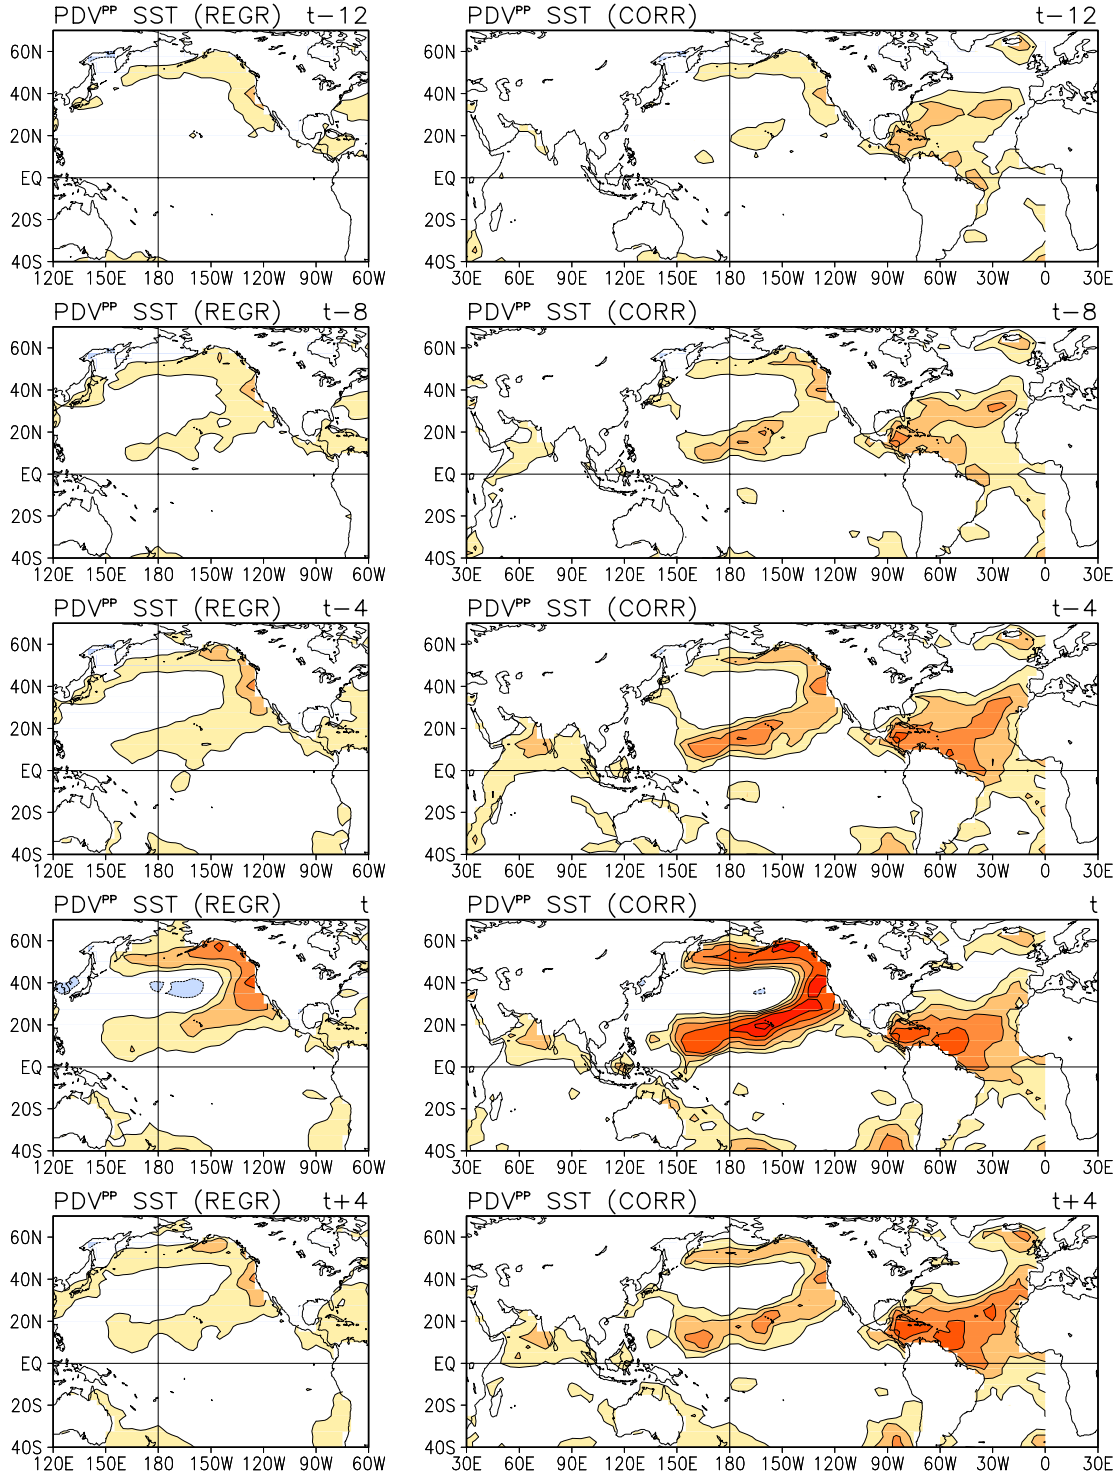 PDVPP SST (REGR) t−12
PDVPP SST (CORR) t−12
60N
40N
20N
EQ
20S
40S
120E 150E 180 150W 120W 90W 60W
60N
40N
20N
EQ
20S
40S
30E 60E 90E 120E 150E 180 150W 120W 90W 60W 30W 0 30E
PDVPP SST (REGR) t−8
PDVPP SST (CORR) t−8
60N
40N
20N
EQ
20S
40S
120E 150E 180 150W 120W 90W 60W
60N
40N
20N
EQ
20S
40S
30E 60E 90E 120E 150E 180 150W 120W 90W 60W 30W 0 30E
PDVPP SST (REGR) t−4
PDVPP SST (CORR) t−4
60N
40N
20N
EQ
20S
40S
120E 150E 180 150W 120W 90W 60W
60N
40N
20N
EQ
20S
40S
30E 60E 90E 120E 150E 180 150W 120W 90W 60W 30W 0 30E
PDVPP SST (REGR) t
PDVPP SST (CORR) t
60N
40N
20N
EQ
20S
40S
120E 150E 180 150W 120W 90W 60W
60N
40N
20N
EQ
20S
40S
30E 60E 90E 120E 150E 180 150W 120W 90W 60W 30W 0 30E
PDVPP SST (REGR) t+4
PDVPP SST (CORR) t+4
60N
40N
20N
EQ
20S
40S
120E 150E 180 150W 120W 90W 60W
60N
40N
20N
EQ
20S
40S
30E 60E 90E 120E 150E 180 150W 120W 90W 60W 30W 0 30E